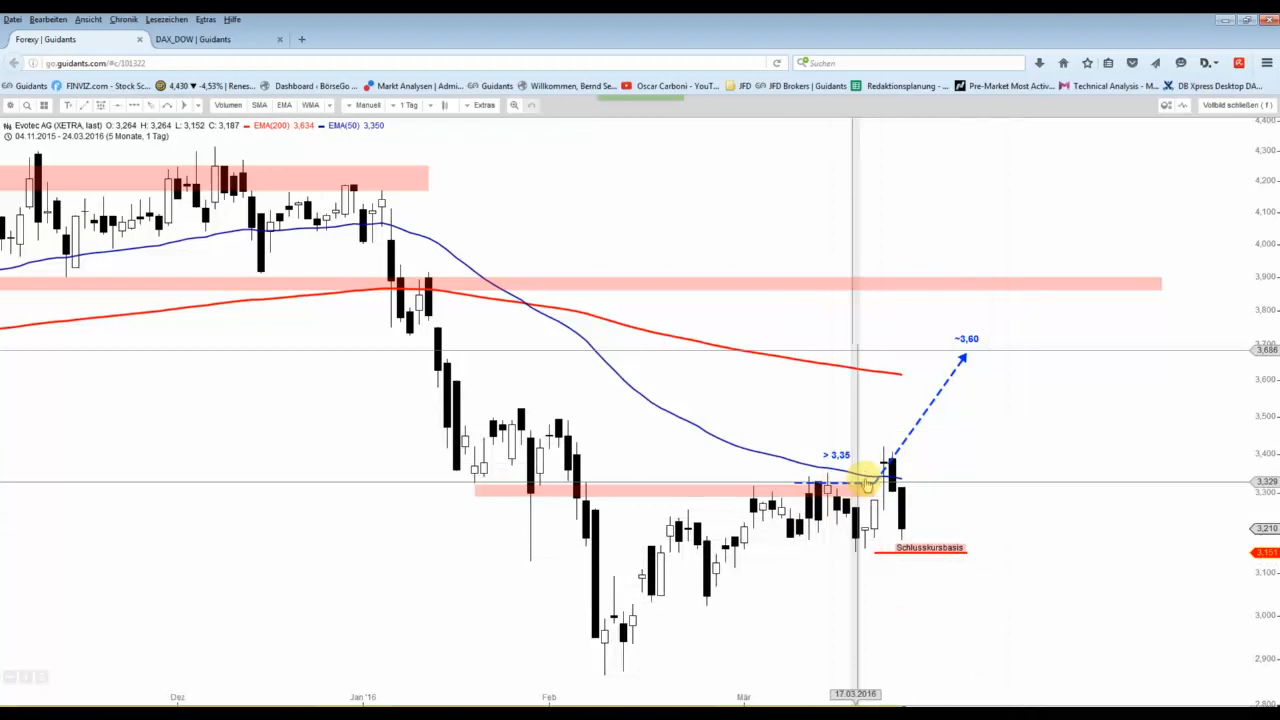 Datei Bearbeiten Ansicht Chronik Lesezeichen Extras Hilfe
Forexy | Guidants × DAX_DOW | Guidants × +
go.guidants.com/#c/101322 Suchen
Guidants FINVIZ.com Stoc... 4,430 ▼ -4,53% | Renes... Dashboard ‹ BörseGo ... Markt Analysen | Admi... Guidants Willkommen, Bernd Se... Oscar Carboni - YouT... JFD JFD Brokers | Guidants Redaktionsplanung - ... Pre-Market Most Activ... Technical Analysis - ... DB Xpress Desktop DA...
Volumen SMA EMA WMA Manuell 1 Tag Extras Vollbild schließen ( f )
Evotec AG (XETRA, last) O: 3,264 H: 3,264 L: 3,152 C: 3,187 EMA(200) 3,634 EMA(50) 3,350
04.11.2015 - 24.03.2016 (5 Monate, 1 Tag)
4,400
4,300
4,200
4,100
4,000
3,900
3,800
3,700
~3,60
3,686
3,600
3,500
> 3,35
3,400
3,329
3,300
3,210
Schlusskursbasis
3,151
3,100
3,000
2,900
Dez Jan '16 Feb Mär 17.03.2016
2,800